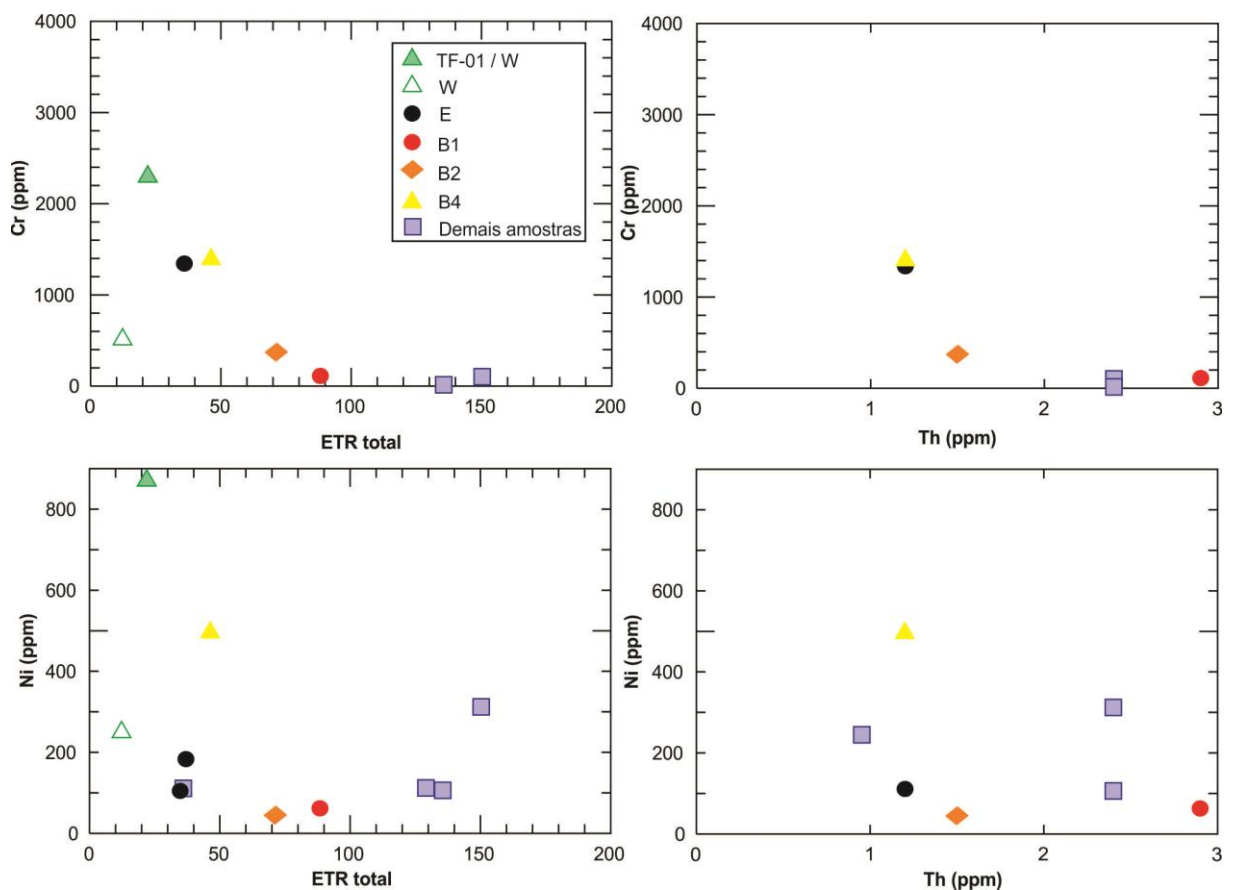 4000
3000
2000
1000
0
Cr (ppm)
0 50 100 150 200
ETR total
TF-01 / W
W
E
B1
B2
B4
Demais amostras
4000
3000
2000
1000
0
Cr (ppm)
0 1 2 3
Th (ppm)
800
600
400
200
0
Ni (ppm)
0 50 100 150 200
ETR total
800
600
400
200
0
Ni (ppm)
0 1 2 3
Th (ppm)